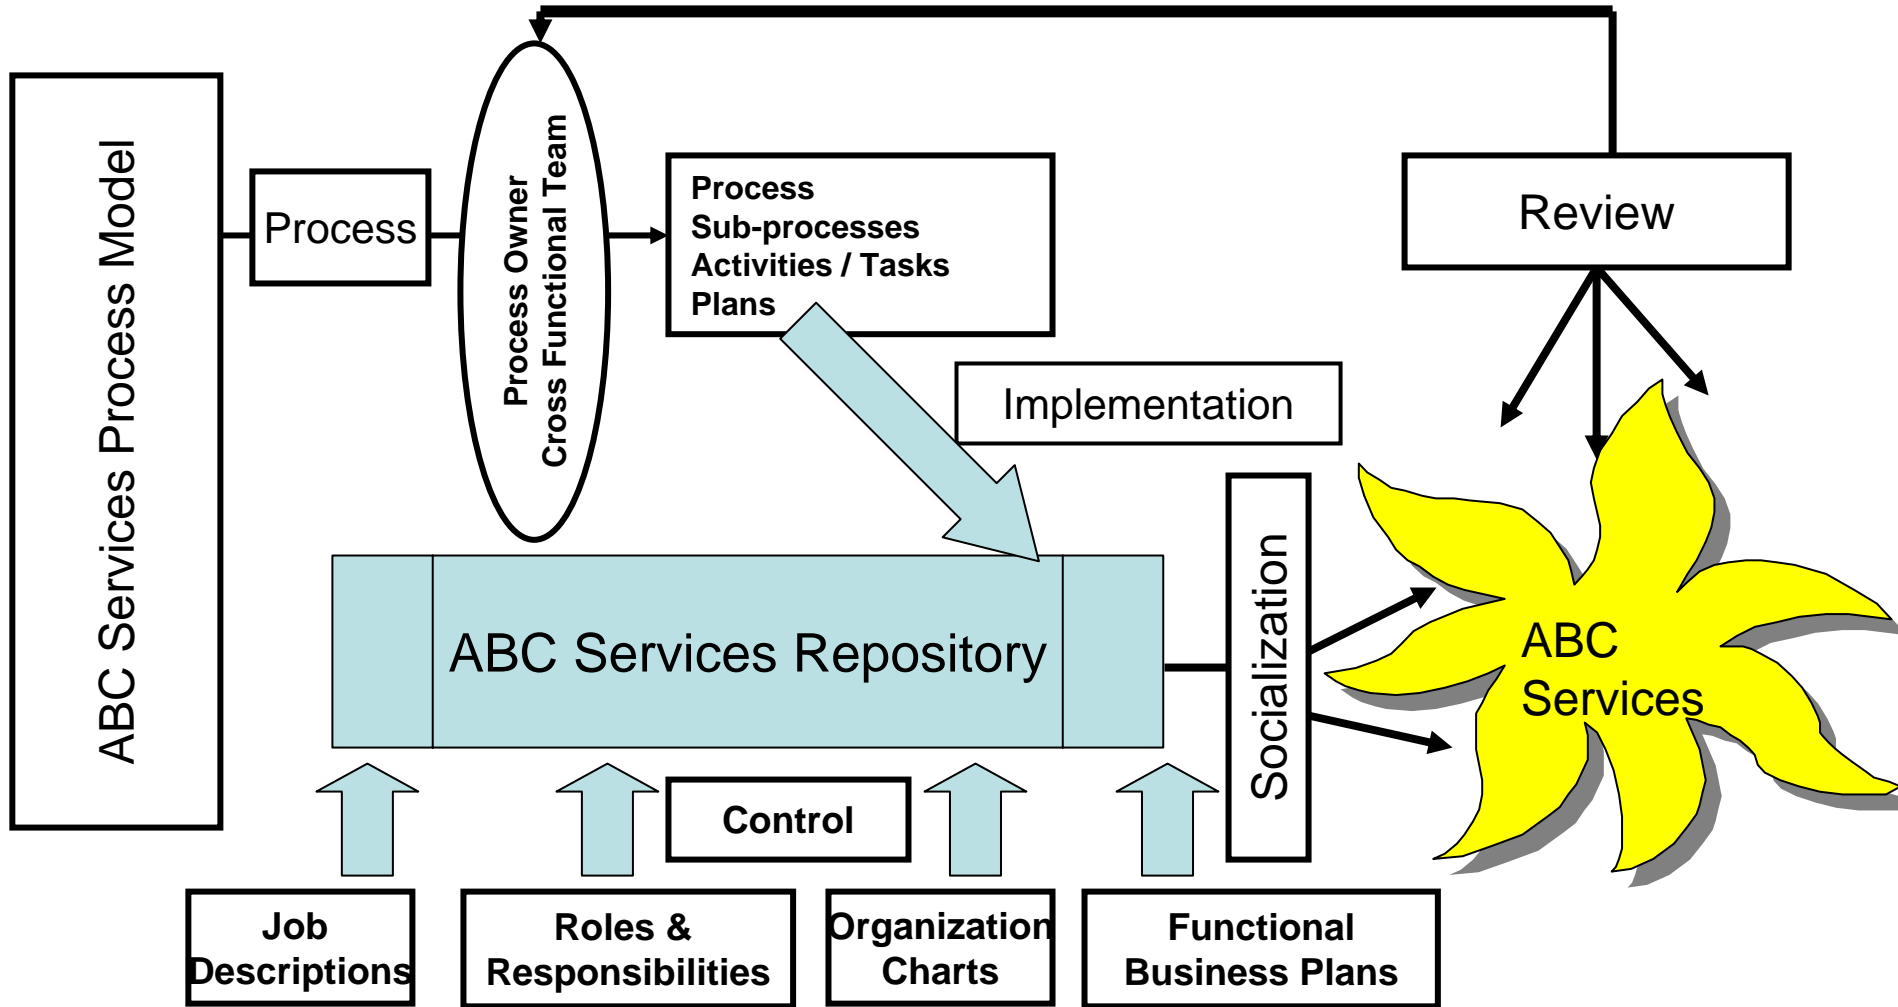 ABC Services Process Model
Process
Process Owner
Cross Functional Team
Process
Sub-processes
Activities / Tasks
Plans
Review
Implementation
ABC Services Repository
Socialization
ABC
Services
Control
Job
Descriptions
Roles &
Responsibilities
Organization
Charts
Functional
Business Plans